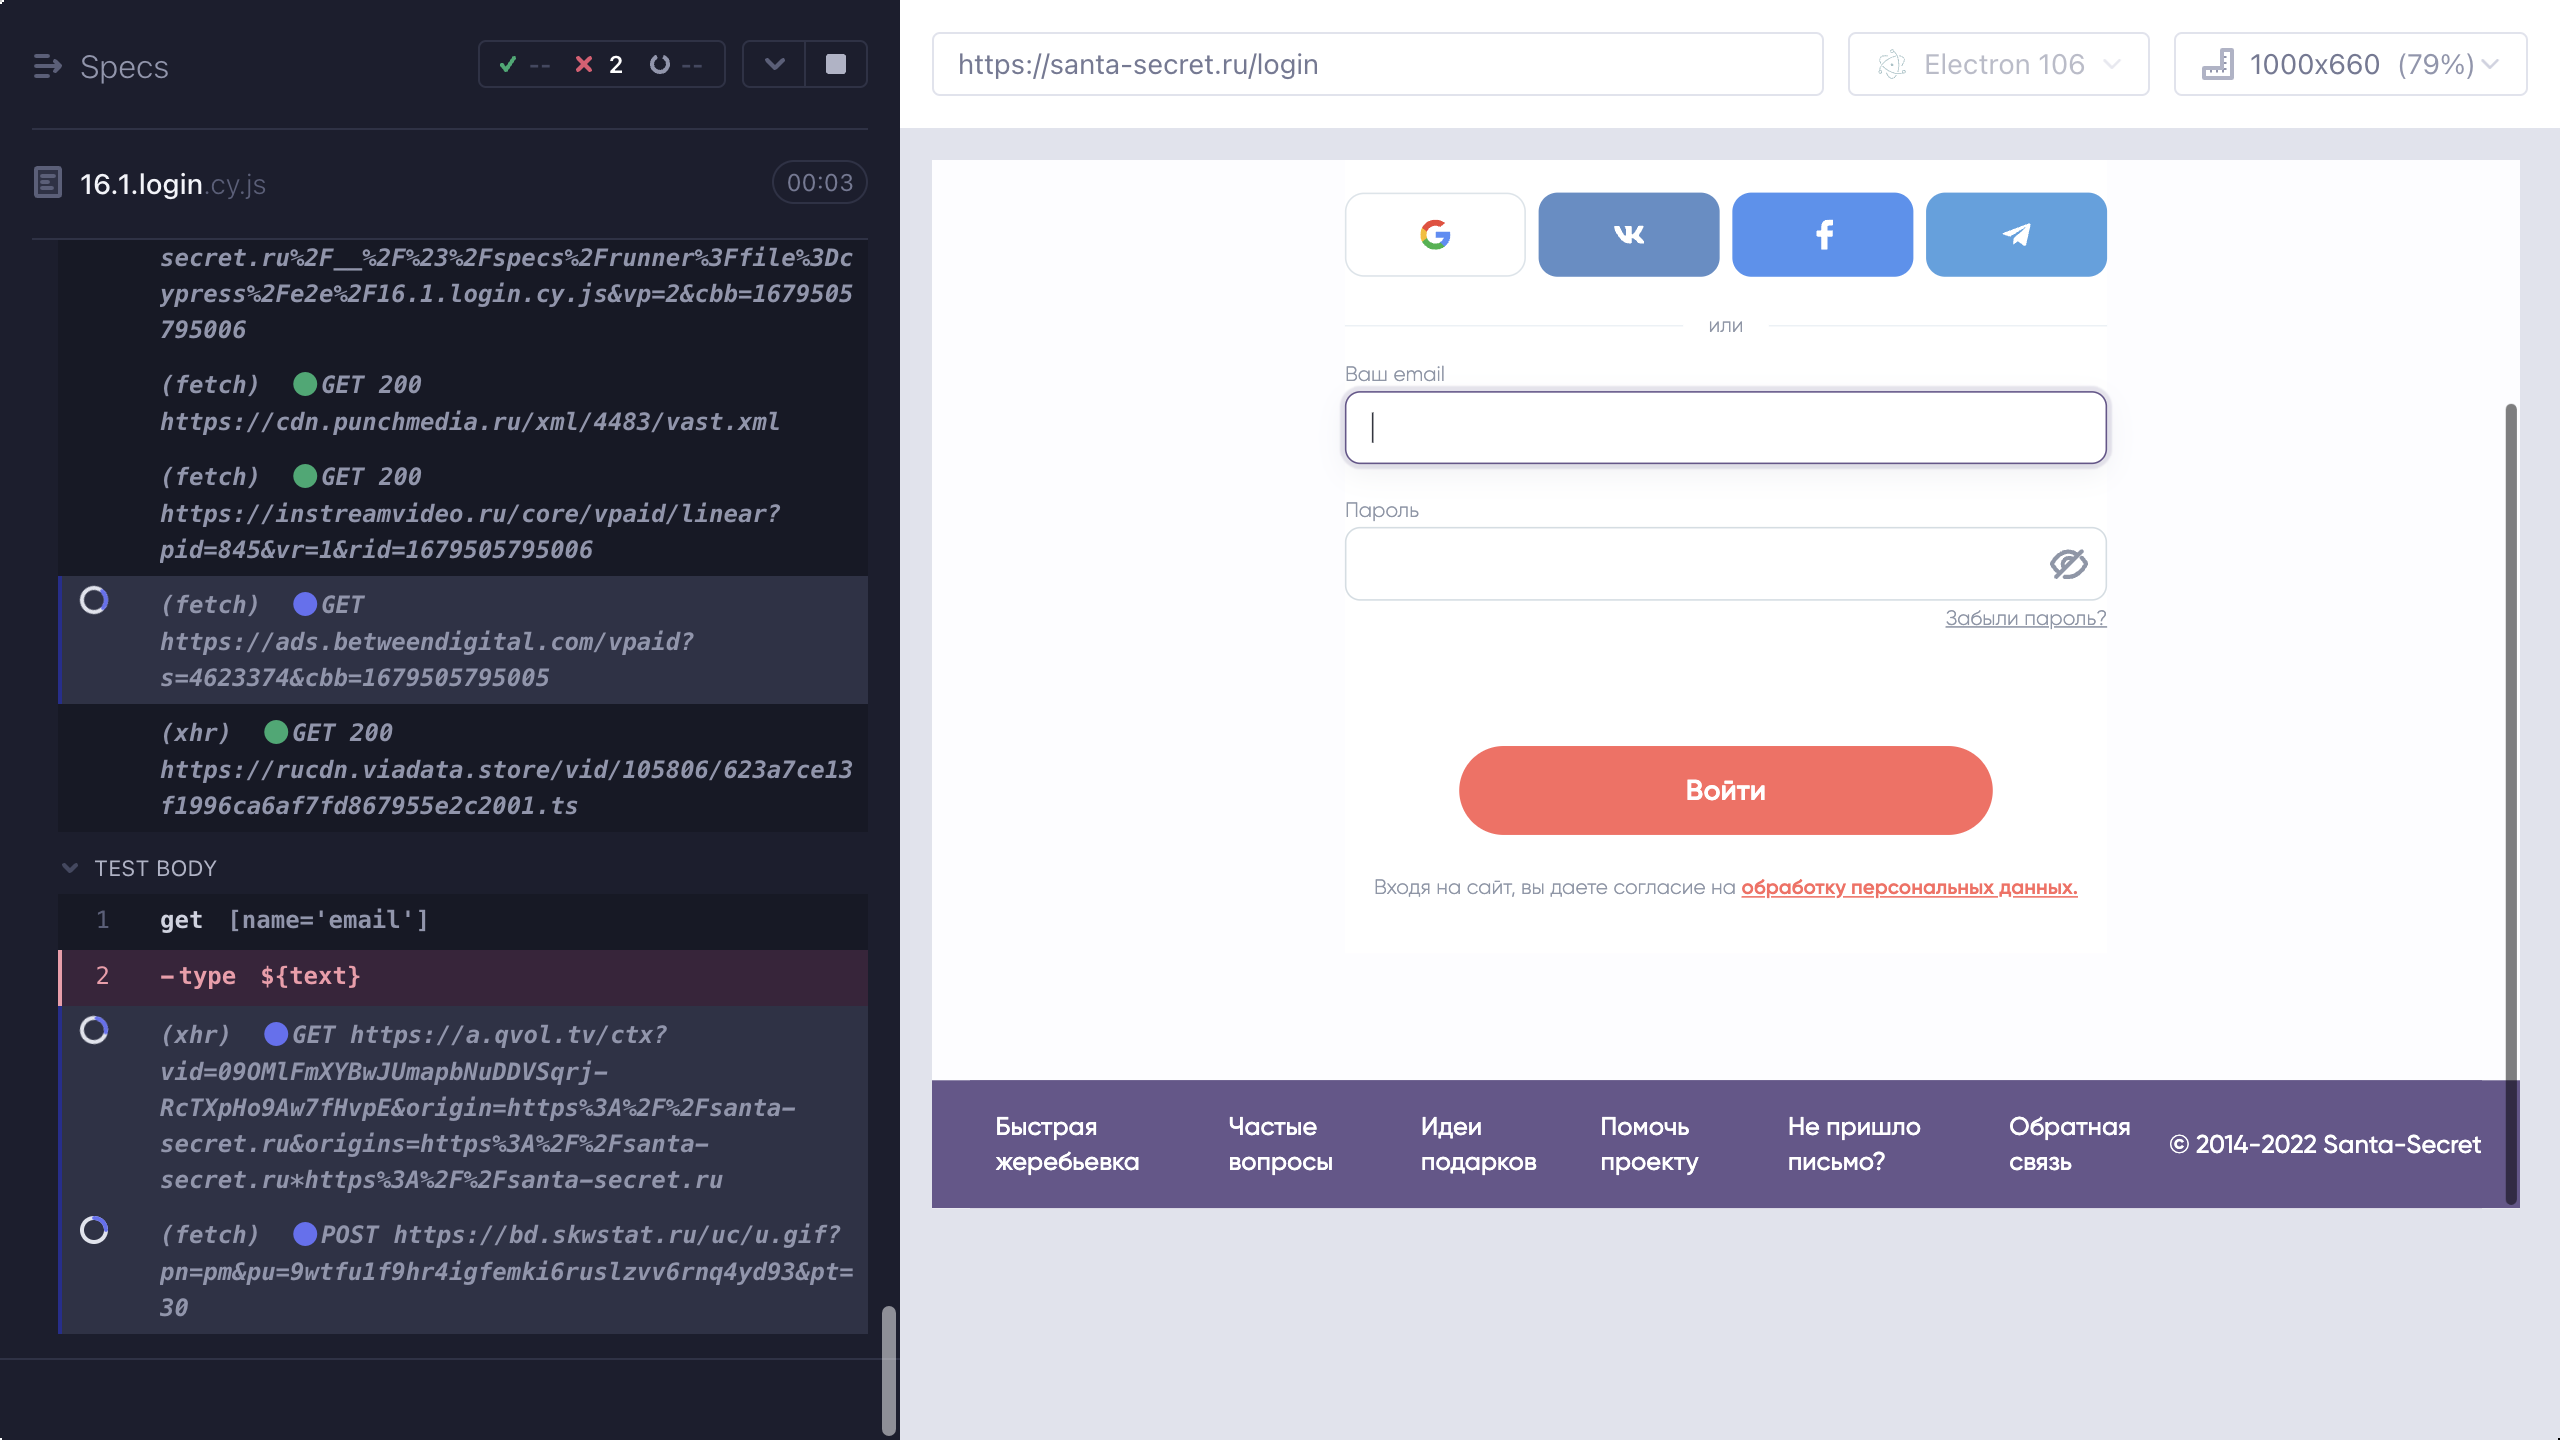 Specs
-- 2 --
16.1.login.cy.js
00:03
secret.ru%2F__%2F%23%2Fspecs%2Frunner%3Ffile%3Dc
ypress%2Fe2e%2F16.1.login.cy.js&vp=2&cbb=1679505
795006
(fetch) GET 200
https://cdn.punchmedia.ru/xml/4483/vast.xml
(fetch) GET 200
https://instreamvideo.ru/core/vpaid/linear?
pid=845&vr=1&rid=1679505795006
(fetch) GET
https://ads.betweendigital.com/vpaid?
s=4623374&cbb=1679505795005
(xhr) GET 200
https://rucdn.viadata.store/vid/105806/623a7ce13
f1996ca6af7fd867955e2c2001.ts
TEST BODY
1 get [name='email']
2 -type ${text}
(xhr) GET https://a.qvol.tv/ctx?
vid=09OMlFmXYBwJUmapbNuDDVSqrj-
RcTXpHo9Aw7fHvpE&origin=https%3A%2F%2Fsanta-
secret.ru&origins=https%3A%2F%2Fsanta-
secret.ru*https%3A%2F%2Fsanta-secret.ru
(fetch) POST https://bd.skwstat.ru/uc/u.gif?
pn=pm&pu=9wtfu1f9hr4igfemki6ruslzvv6rnq4yd93&pt=
30
https://santa-secret.ru/login
Electron 106
1000x660 (79%)
или
Ваш email
Пароль
Забыли пароль?
Войти
Входя на сайт, вы даете согласие на обработку персональных данных.
Быстрая
жеребьевка
Частые
вопросы
Идеи
подарков
Помочь
проекту
Не пришло
письмо?
Обратная
связь
© 2014-2022 Santa-Secret